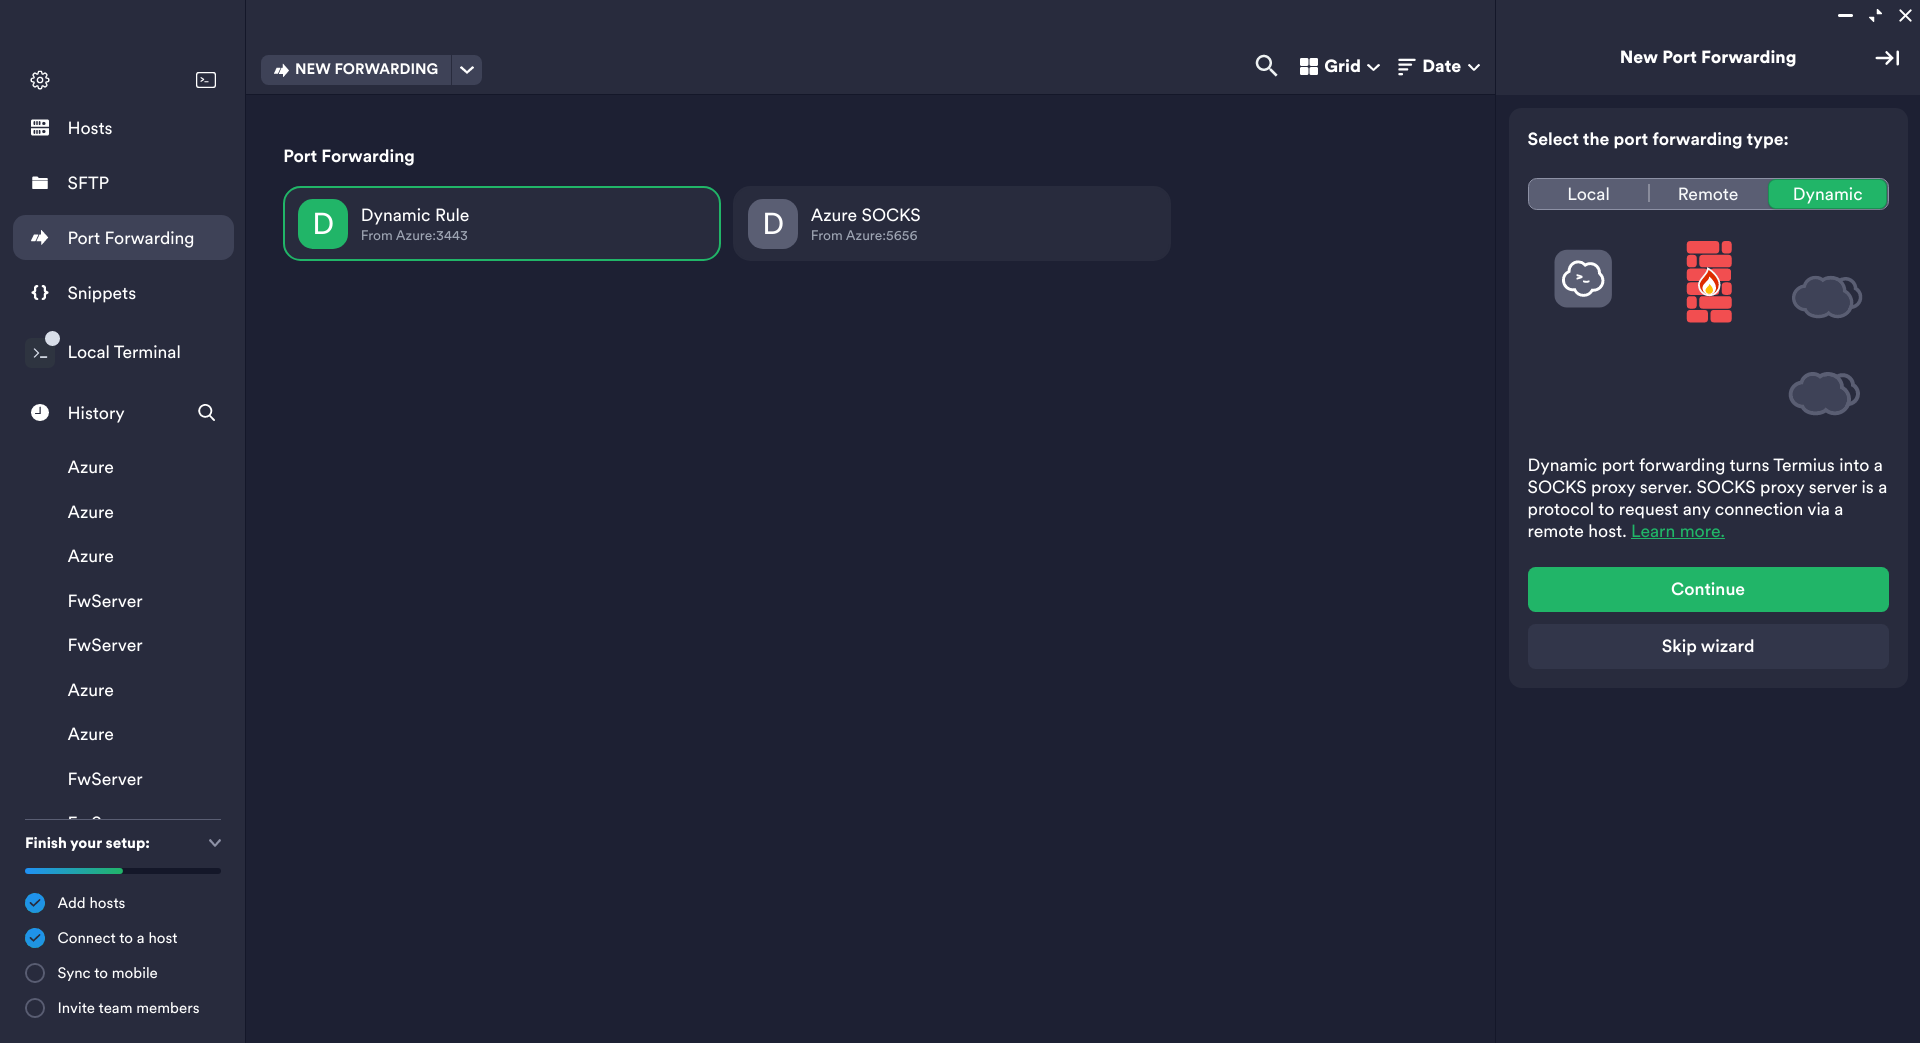 Hosts
SFTP
Port Forwarding
Snippets
Local Terminal
History
Azure
Azure
Azure
FwServer
FwServer
Azure
Azure
FwServer
Finish your setup:
Add hosts
Connect to a host
Sync to mobile
Invite team members
NEW FORWARDING
Grid
Date
Port Forwarding
D
Dynamic Rule
From Azure:3443
D
Azure SOCKS
From Azure:5656
New Port Forwarding
Select the port forwarding type:
Local
Remote
Dynamic
Dynamic port forwarding turns Termius into a
SOCKS proxy server. SOCKS proxy server is a
protocol to request any connection via a
remote host. Learn more.
Continue
Skip wizard